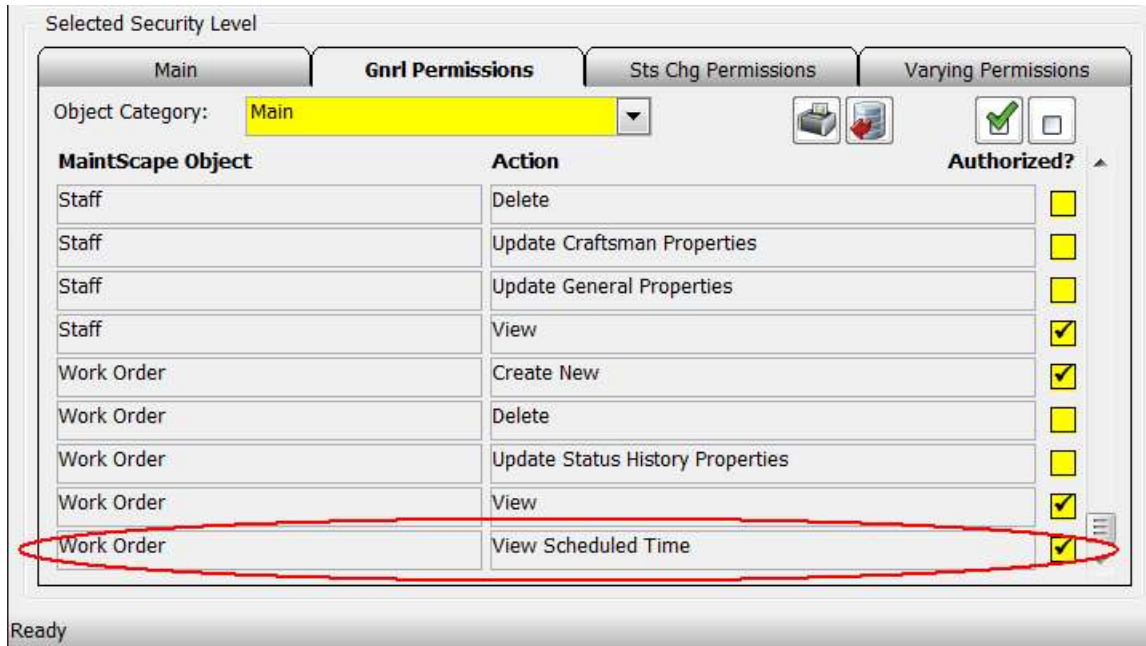 Selected Security Level
Main Gnrl Permissions Sts Chg Permissions Varying Permissions
Object Category: Main
MaintScape Object Action Authorized?
Staff Delete
Staff Update Craftsman Properties
Staff Update General Properties
Staff View
Work Order Create New
Work Order Delete
Work Order Update Status History Properties
Work Order View
Work Order View Scheduled Time
Ready